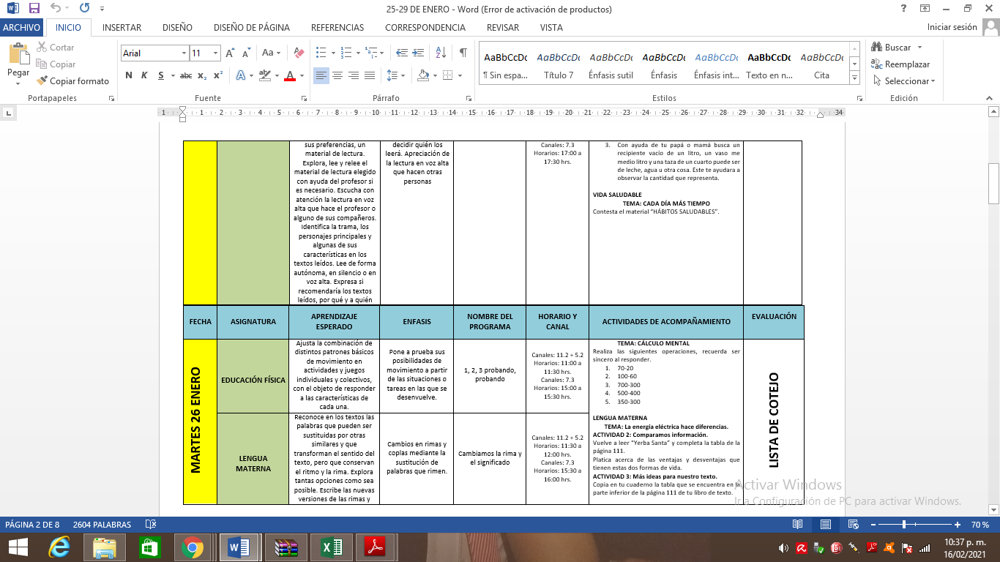 25-29 DE ENERO - Word (Error de activación de productos)
ARCHIVO INICIO INSERTAR DISEÑO DISEÑO DE PÁGINA REFERENCIAS CORRESPONDENCIA REVISAR VISTA Iniciar sesión
Pegar
Cortar
Copiar
Copiar formato
Portapapeles
Arial 11
N K S abc x₂ x²
Fuente
Párrafo
AaBbCcDc AaBbCcDc AaBbCcDc AaBbCcDc AaBbCcDc AaBbCcDc AaBbCcDc
¶ Sin espa... Título 7 Énfasis sutil Énfasis Énfasis int... Texto en n... Cita
Estilos
Buscar
Reemplazar
Seleccionar
Edición
1 1 2 3 4 5 6 7 8 9 10 11 12 13 14 15 16 17 18 19 20 21 22 23 24 25 26 27 28 29 30 31 32 34
sus preferencias, un
material de lectura.
Explora, lee y relee el
material de lectura elegido
con ayuda del profesor si
es necesario. Escucha con
atención la lectura en voz
alta que hace el profesor o
alguno de sus compañeros.
Identifica la trama, los
personajes principales y
algunas de sus
características en los
textos leídos. Lee de forma
autónoma, en silencio o en
voz alta. Expresa si
recomendaría los textos
leídos, por qué y a quién
decidir quién los
leerá. Apreciación de
la lectura en voz alta
que hacen otras
personas
Canales: 7.3
Horarios: 17:00 a
17:30 hrs.
3. Con ayuda de tu papá o mamá busca un
recipiente vacío de un litro, un vaso me
medio litro y una taza de un cuarto puede ser
de leche, agua u otra cosa. Este te ayudara a
observar la cantidad que representa.
VIDA SALUDABLE
TEMA: CADA DÍA MÁS TIEMPO
Contesta el material “HÁBITOS SALUDABLES”.
FECHA
ASIGNATURA
APRENDIZAJE
ESPERADO
ENFASIS
NOMBRE DEL
PROGRAMA
HORARIO Y
CANAL
ACTIVIDADES DE ACOMPAÑAMIENTO
EVALUACIÓN
MARTES 26 ENERO
EDUCACIÓN FÍSICA
Ajusta la combinación de
distintos patrones básicos
de movimiento en
actividades y juegos
individuales y colectivos,
con el objeto de responder
a las características de
cada una.
Pone a prueba sus
posibilidades de
movimiento a partir
de las situaciones o
tareas en las que se
desenvuelve.
1, 2, 3 probando,
probando
Canales: 11.2 ÷ 5.2
Horarios: 11:00 a
11:30 hrs.
Canales: 7.3
Horarios: 15:00 a
15:30 hrs.
TEMA: CÁLCULO MENTAL
Realiza las siguientes operaciones, recuerda ser
sincero al responder.
1. 70-20
2. 100-60
3. 700-300
4. 500-400
5. 350-300
LENGUA MATERNA
TEMA: La energía eléctrica hace diferencias.
ACTIVIDAD 2: Comparamos información.
Vuelve a leer “Yerba Santa” y completa la tabla de la
página 111.
Platica acerca de las ventajas y desventajas que
tienen estas dos formas de vida.
ACTIVIDAD 3: Más ideas para nuestro texto.
Copia en tu cuaderno la tabla que se encuentra en la
parte inferior de la página 111 de tu libro de texto.
LISTA DE COTEJO
LENGUA
MATERNA
Reconoce en los textos las
palabras que pueden ser
sustituidas por otras
similares y que
transforman el sentido del
texto, pero que conservan
el ritmo y la rima. Explora
tantas opciones como sea
posible. Escribe las nuevas
versiones de las rimas y
Cambios en rimas y
coplas mediante la
sustitución de
palabras que rimen.
Cambiamos la rima y
el significado
Canales: 11.2 ÷ 5.2
Horarios: 11:30 a
12:00 hrs.
Canales: 7.3
Horarios: 15:30 a
16:00 hrs.
Activar Windows
Ir a Configuración de PC para activar Windows.
PÁGINA 2 DE 8 2604 PALABRAS 70 %
10:37 p. m.
16/02/2021